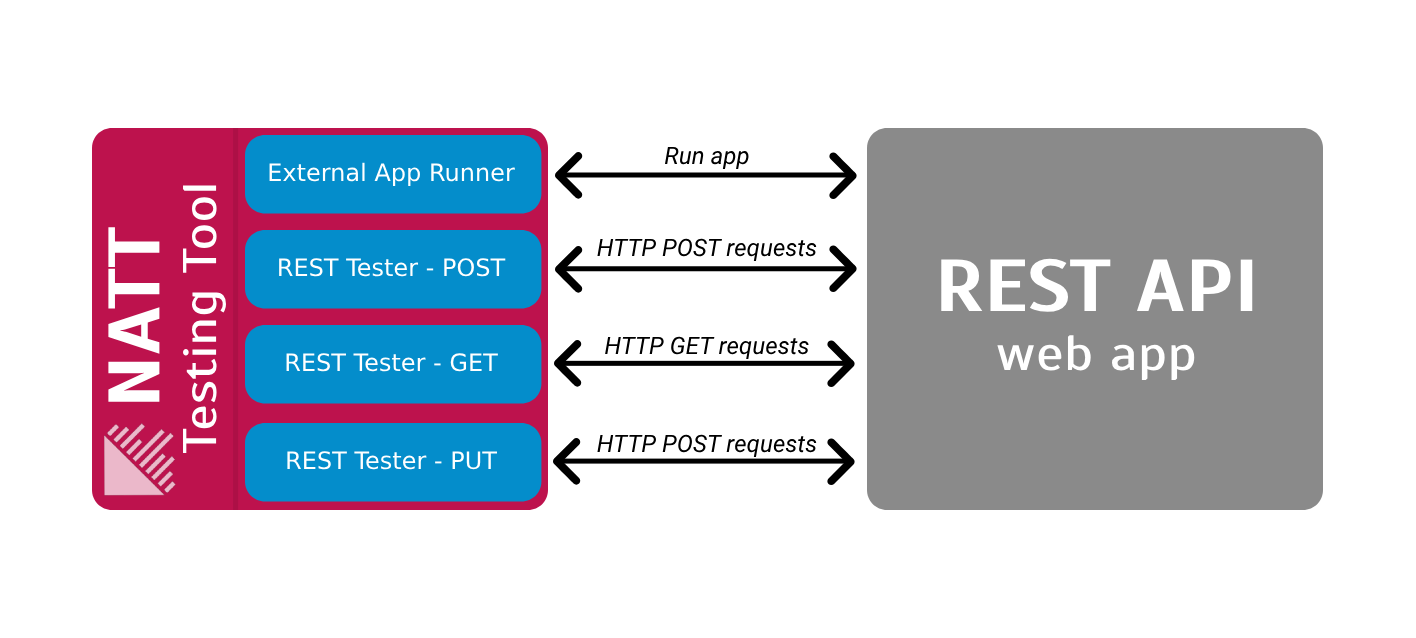 NATT
Testing Tool
External App Runner
REST Tester - POST
REST Tester - GET
REST Tester - PUT
Run app
HTTP POST requests
HTTP GET requests
HTTP POST requests
REST API
web app